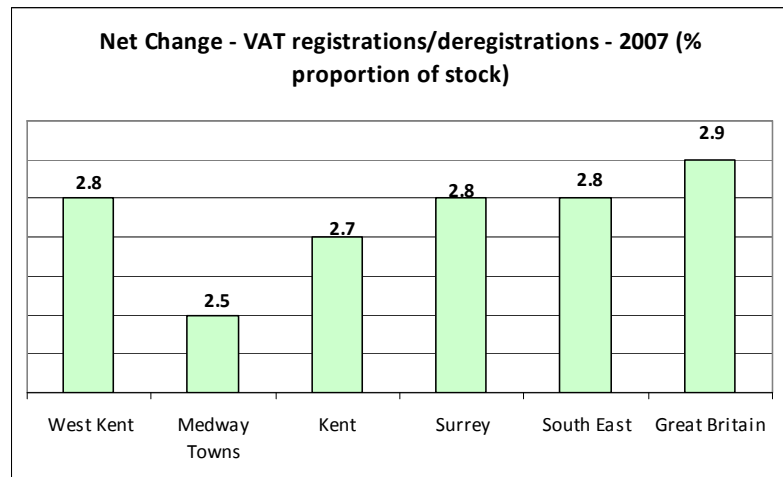 Net Change - VAT registrations/deregistrations - 2007 (%
proportion of stock)
2.8
2.5
2.7
2.8
2.8
2.9
West Kent
Medway
Towns
Kent
Surrey
South East
Great Britain